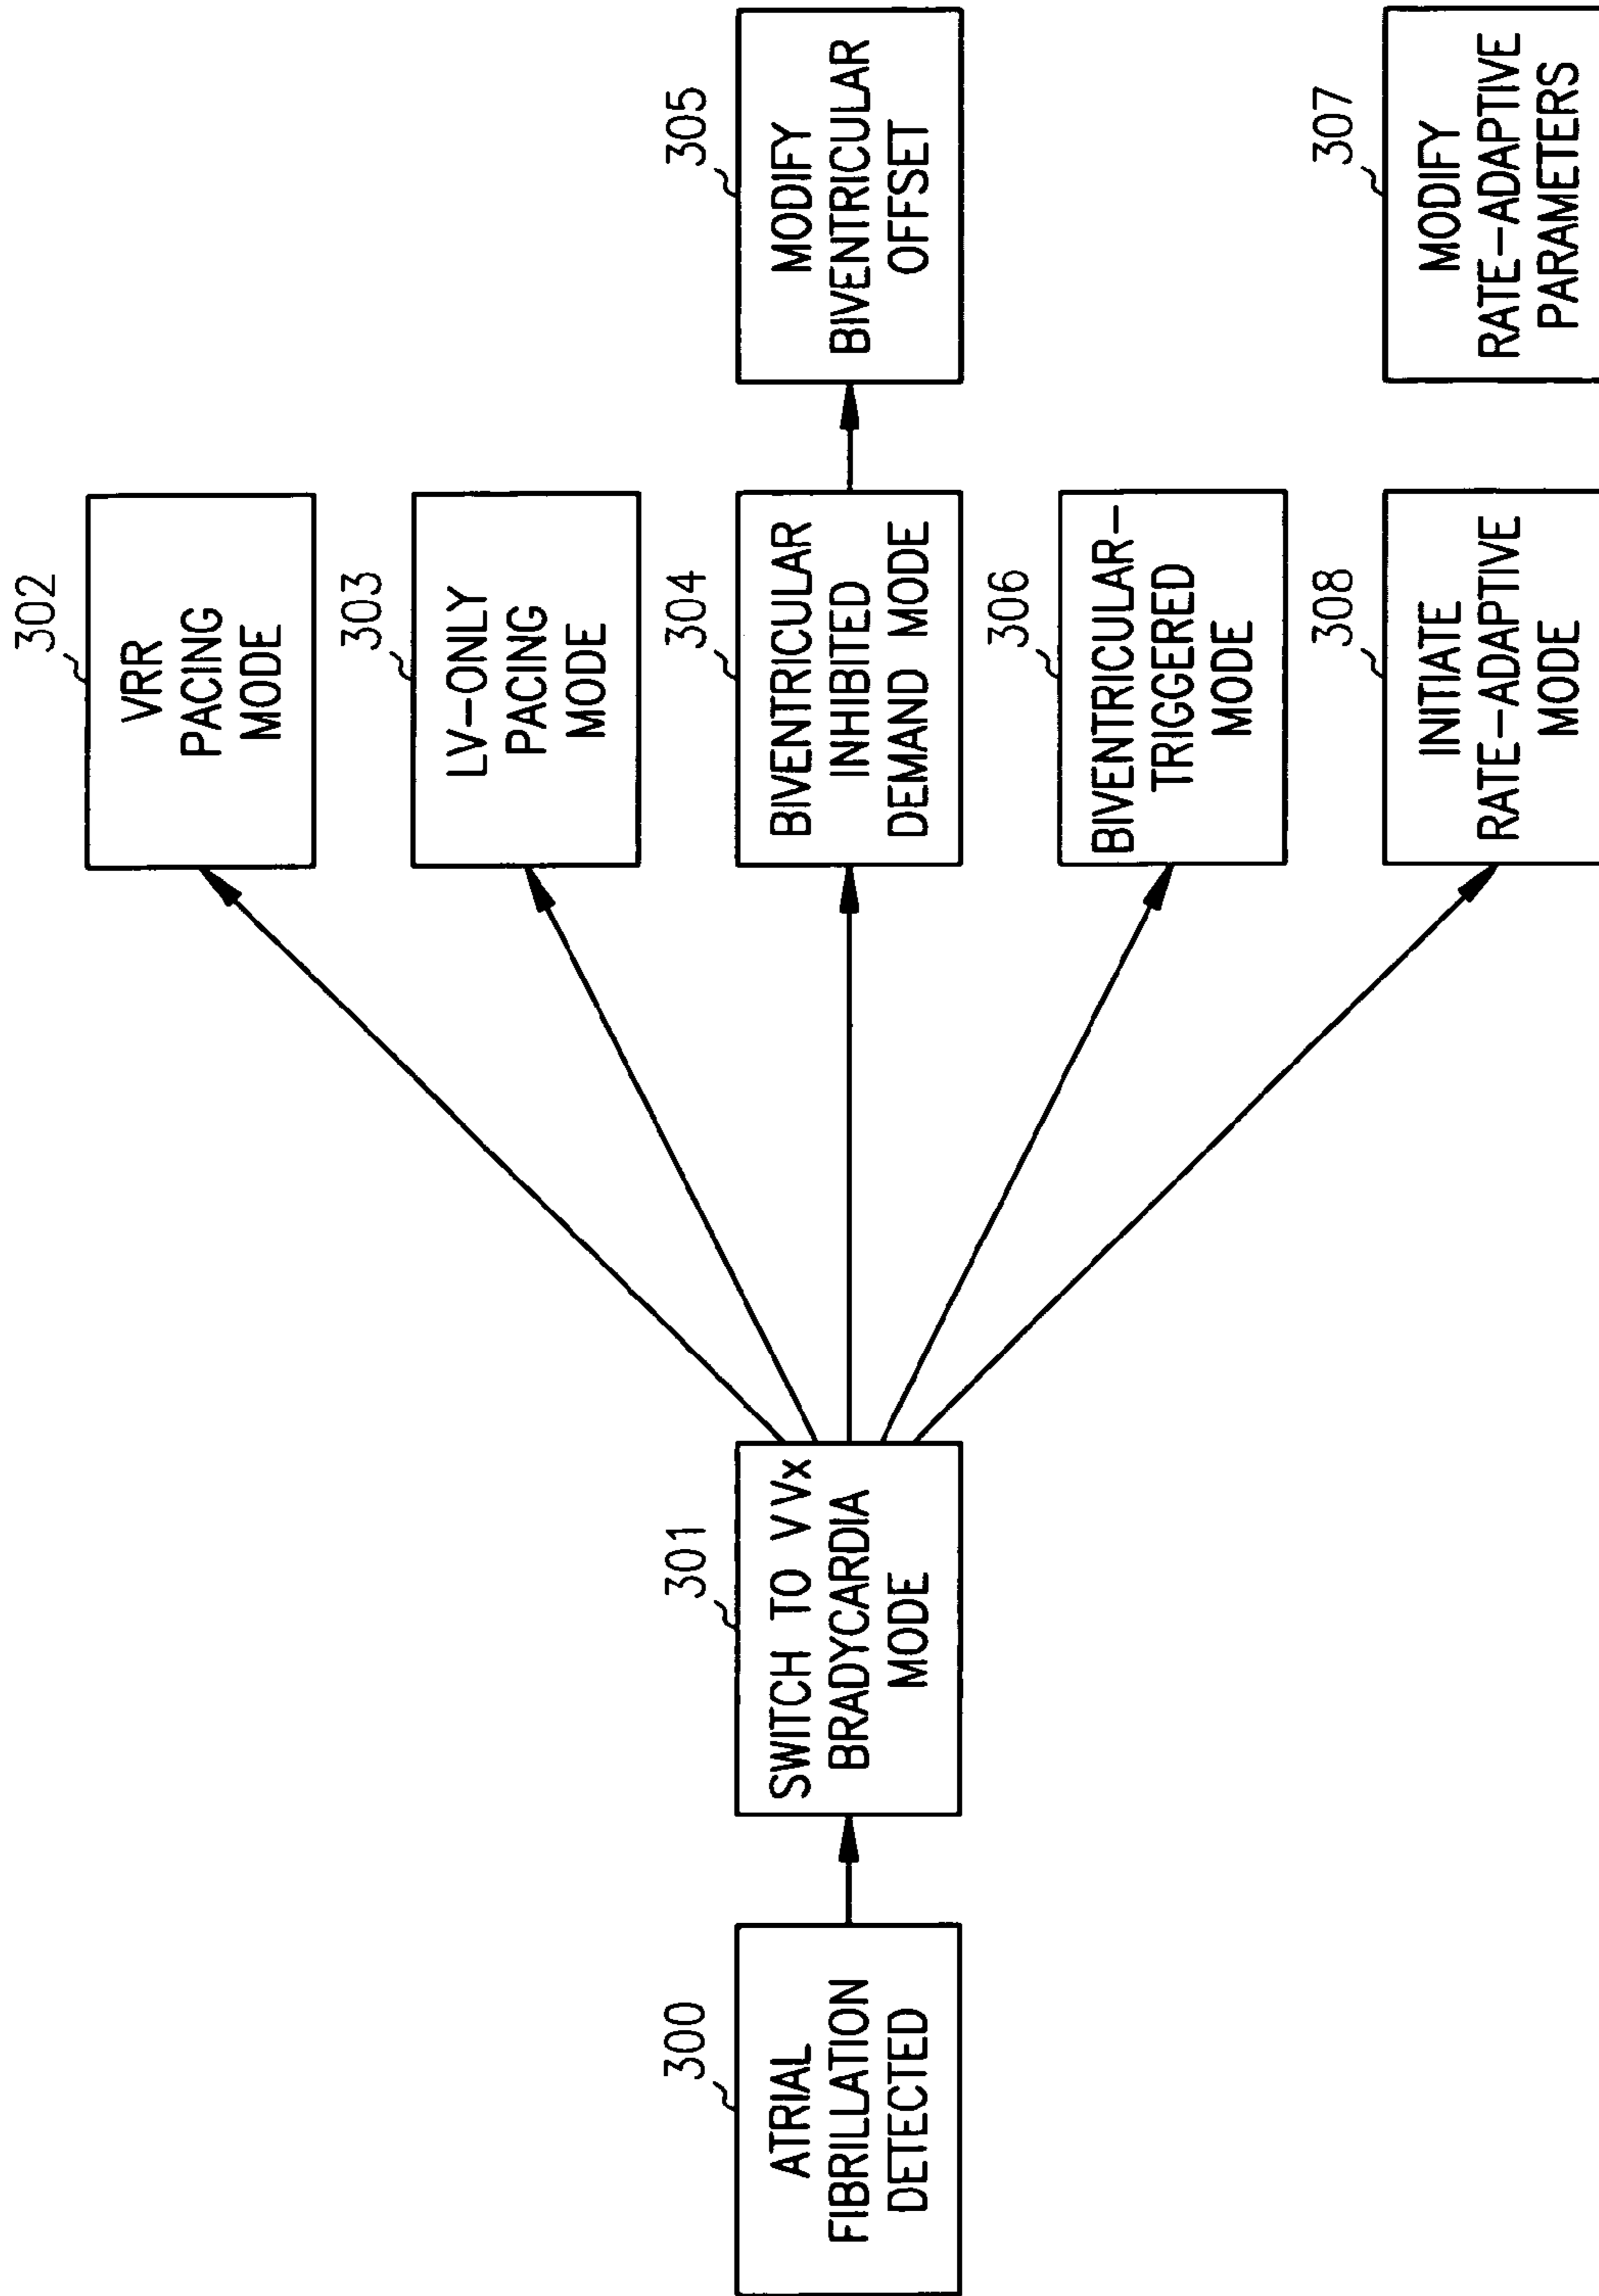 300
ATRIAL
FIBRILLATION
DETECTED
301
SWITCH TO VVx
BRADYCARDIA
MODE
302
VRR
PACING
MODE
303
LV-ONLY
PACING
MODE
304
BIVENTRICULAR
INHIBITED
DEMAND MODE
305
MODIFY
BIVENTRICULAR
OFFSET
306
BIVENTRICULAR-
TRIGGERED
MODE
308
INITIATE
RATE-ADAPTIVE
MODE
307
MODIFY
RATE-ADAPTIVE
PARAMETERS